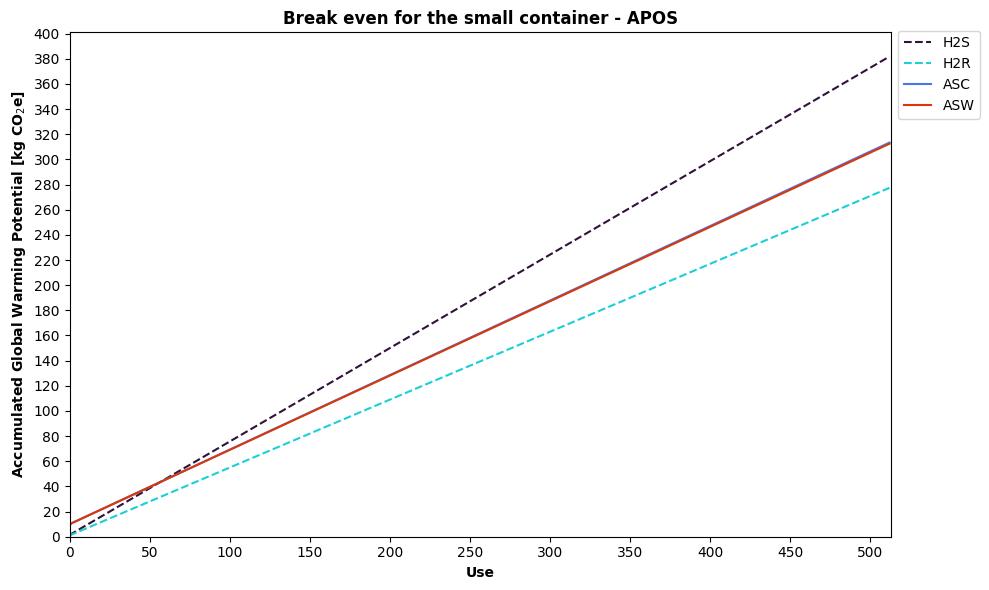 Break even for the small container - APOS
H2S
H2R
ASC
ASW
Accumulated Global Warming Potential [kg CO₂e]
400
380
360
340
320
300
280
260
240
220
200
180
160
140
120
100
80
60
40
20
0
0 50 100 150 200 250 300 350 400 450 500
Use